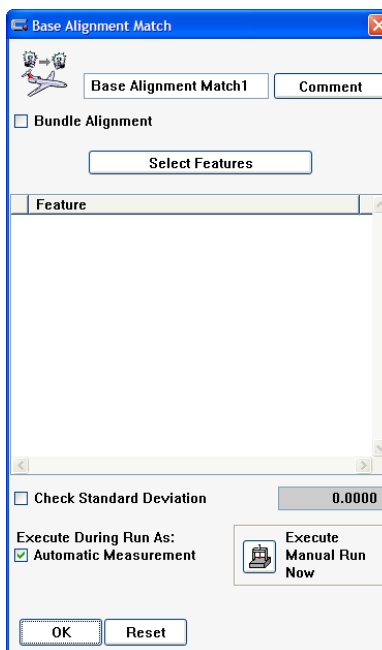 Base Alignment Match
Base Alignment Match1
Comment
Bundle Alignment
Select Features
Feature
Check Standard Deviation
0.0000
Execute During Run As:
Automatic Measurement
Execute
Manual Run
Now
OK
Reset